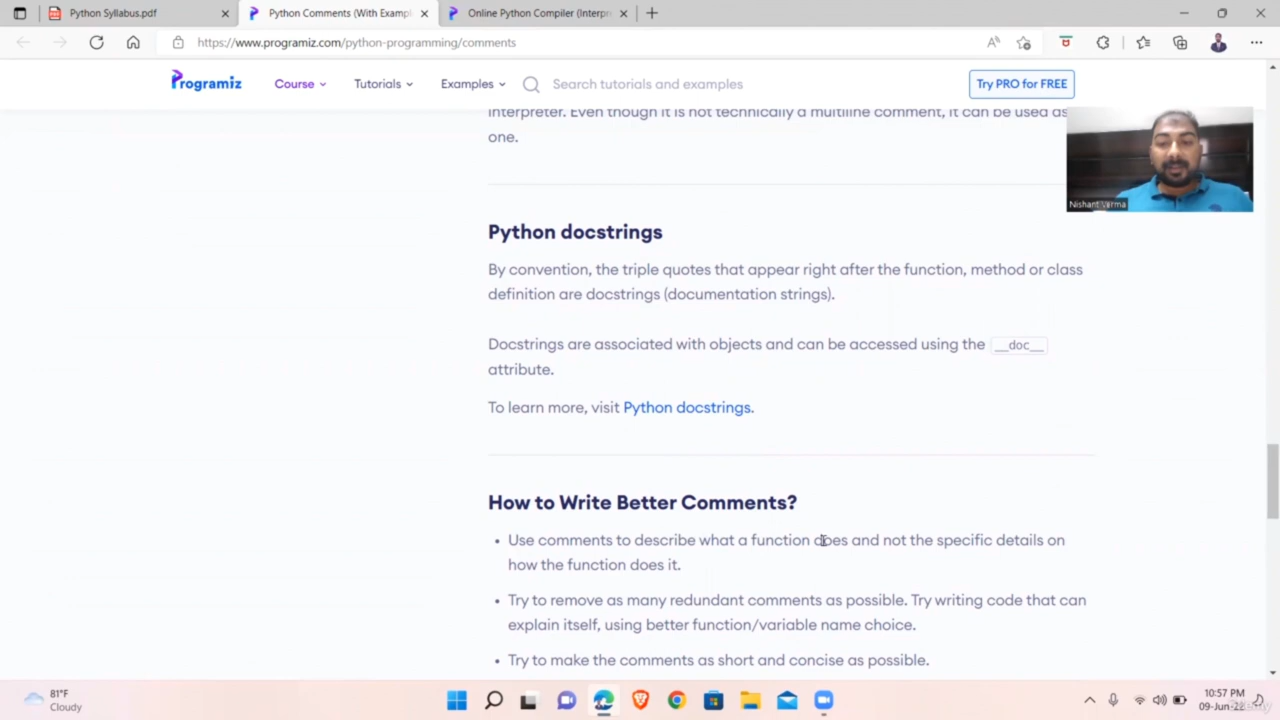 Python Syllabus.pdf
Python Comments (With Exampl
Online Python Compiler (Interpr
https://www.programiz.com/python-programming/comments
Programiz
Course
Tutorials
Examples
Search tutorials and examples
Try PRO for FREE
interpreter. Even though it is not technically a multiline comment, it can be used as
one.
Nishant Verma
Python docstrings
By convention, the triple quotes that appear right after the function, method or class
definition are docstrings (documentation strings).
Docstrings are associated with objects and can be accessed using the __doc__
attribute.
To learn more, visit Python docstrings.
How to Write Better Comments?
• Use comments to describe what a function does and not the specific details on
how the function does it.
• Try to remove as many redundant comments as possible. Try writing code that can
explain itself, using better function/variable name choice.
• Try to make the comments as short and concise as possible.
81°F
Cloudy
10:57 PM
09-Jun-22